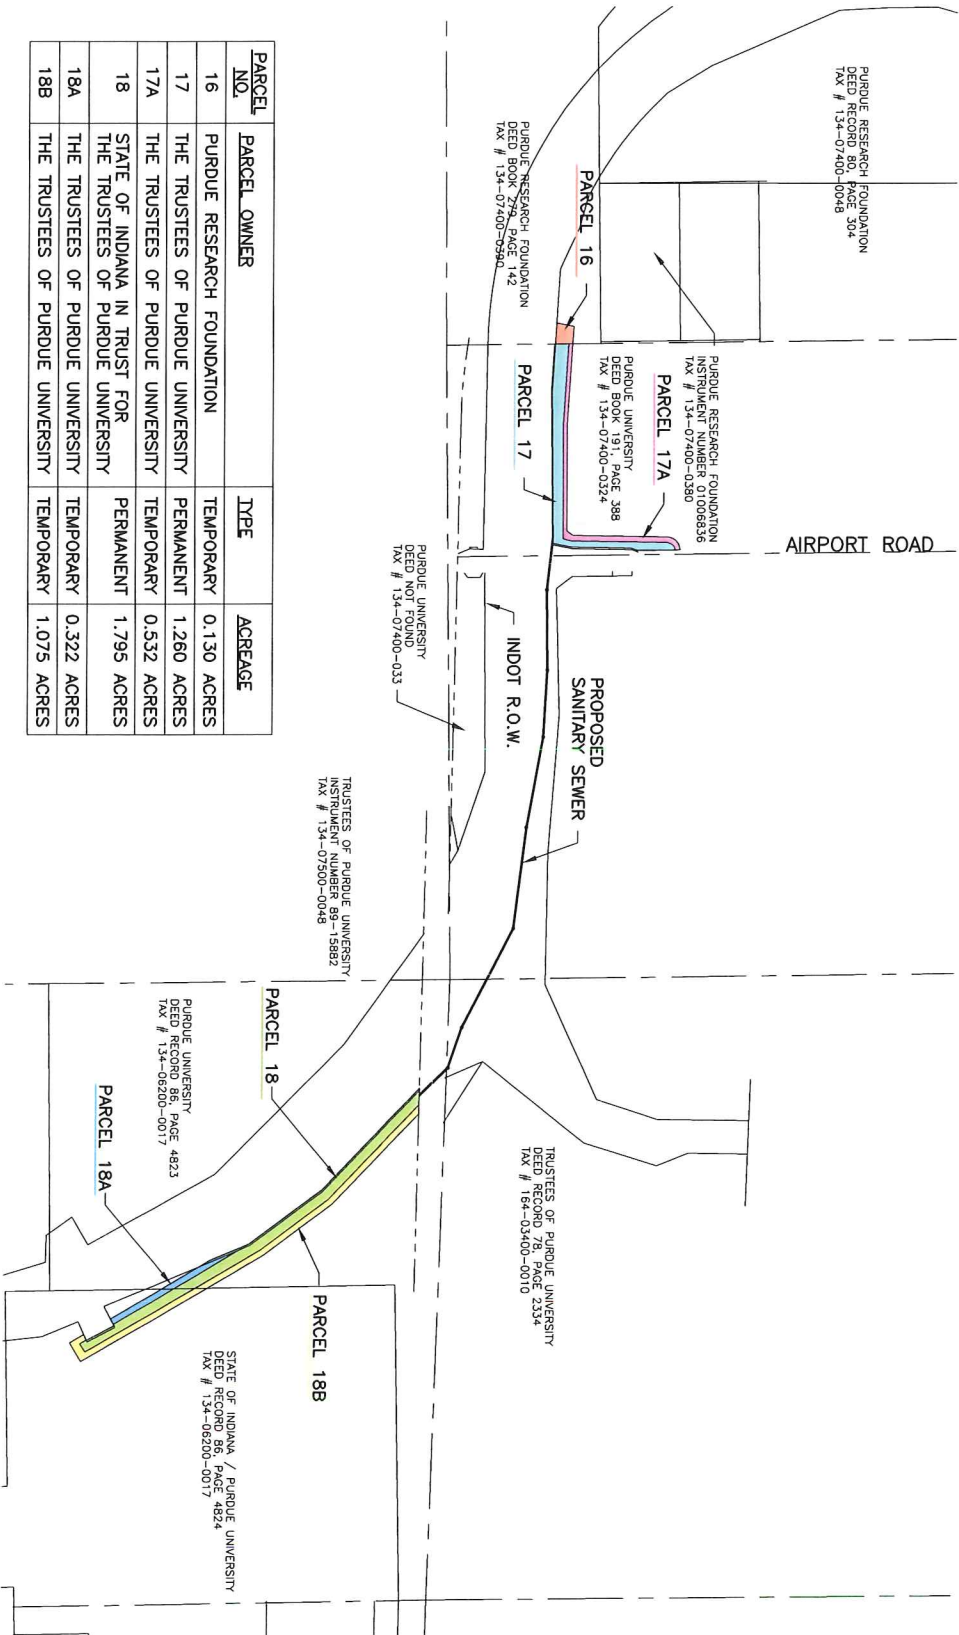 PURDUE RESEARCH FOUNDATION
DEED RECORD 80, PAGE 304
TAX # 134-07400-0048
PURDUE RESEARCH FOUNDATION
INSTRUMENT NUMBER 01006836
TAX # 134-07400-0380
AIRPORT ROAD
PARCEL 17A
PURDUE UNIVERSITY
DEED BOOK 191, PAGE 388
TAX # 134-07400-0324
PARCEL 16
PURDUE RESEARCH FOUNDATION
DEED BOOK 279, PAGE 142
TAX # 134-07400-0390
PARCEL 17
PROPOSED
SANITARY SEWER
INDOT R.O.W.
PURDUE UNIVERSITY
DEED NOT FOUND
TAX # 134-07400-033
TRUSTEES OF PURDUE UNIVERSITY
DEED RECORD 78, PAGE 2334
TAX # 164-03400-0010
TRUSTEES OF PURDUE UNIVERSITY
INSTRUMENT NUMBER 89-15882
TAX # 134-07500-0048
PARCEL 18
PARCEL 18B
PURDUE UNIVERSITY
DEED RECORD 86, PAGE 4823
TAX # 134-06200-0017
PARCEL 18A
STATE OF INDIANA / PURDUE UNIVERSITY
DEED RECORD 86, PAGE 4824
TAX # 134-06200-0017
PARCEL NO. PARCEL OWNER TYPE ACREAGE
16 PURDUE RESEARCH FOUNDATION TEMPORARY 0.130 ACRES
17 THE TRUSTEES OF PURDUE UNIVERSITY PERMANENT 1.260 ACRES
17A THE TRUSTEES OF PURDUE UNIVERSITY TEMPORARY 0.532 ACRES
18 STATE OF INDIANA IN TRUST FOR THE TRUSTEES OF PURDUE UNIVERSITY PERMANENT 1.795 ACRES
18A THE TRUSTEES OF PURDUE UNIVERSITY TEMPORARY 0.322 ACRES
18B THE TRUSTEES OF PURDUE UNIVERSITY TEMPORARY 1.075 ACRES